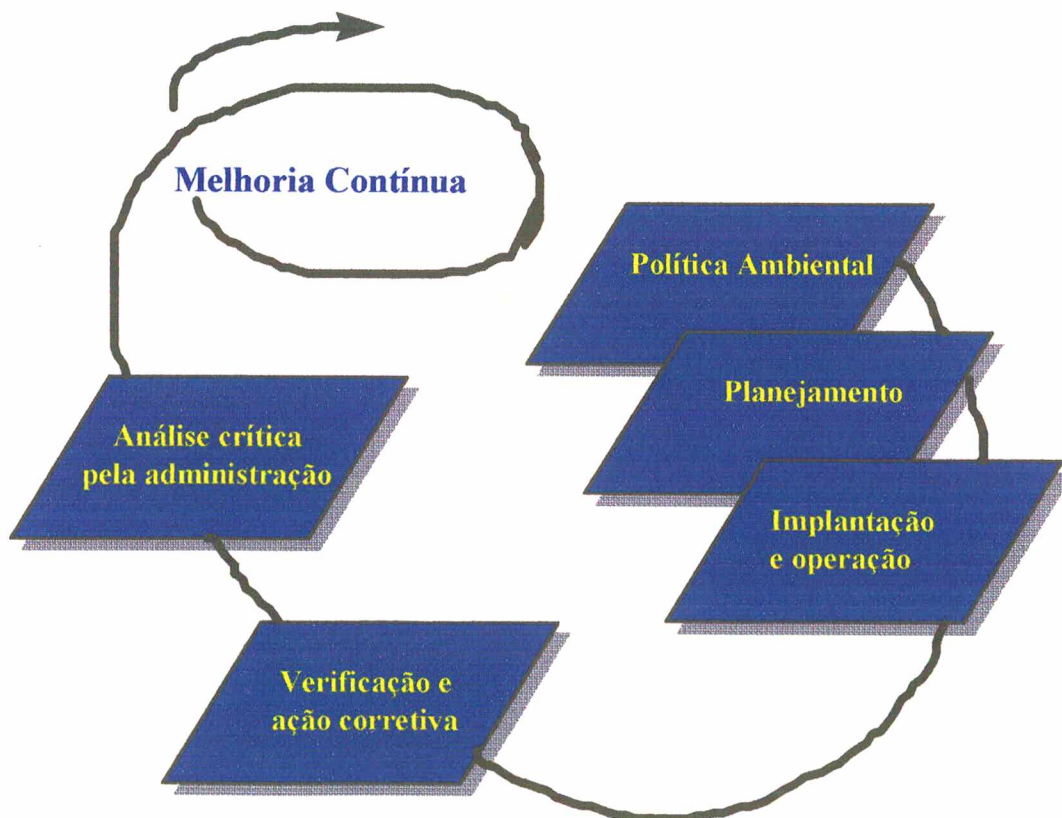 Melhoria Contínua
Política Ambiental
Planejamento
Implantação
e operação
Verificação e
ação corretiva
Análise crítica
pela administração